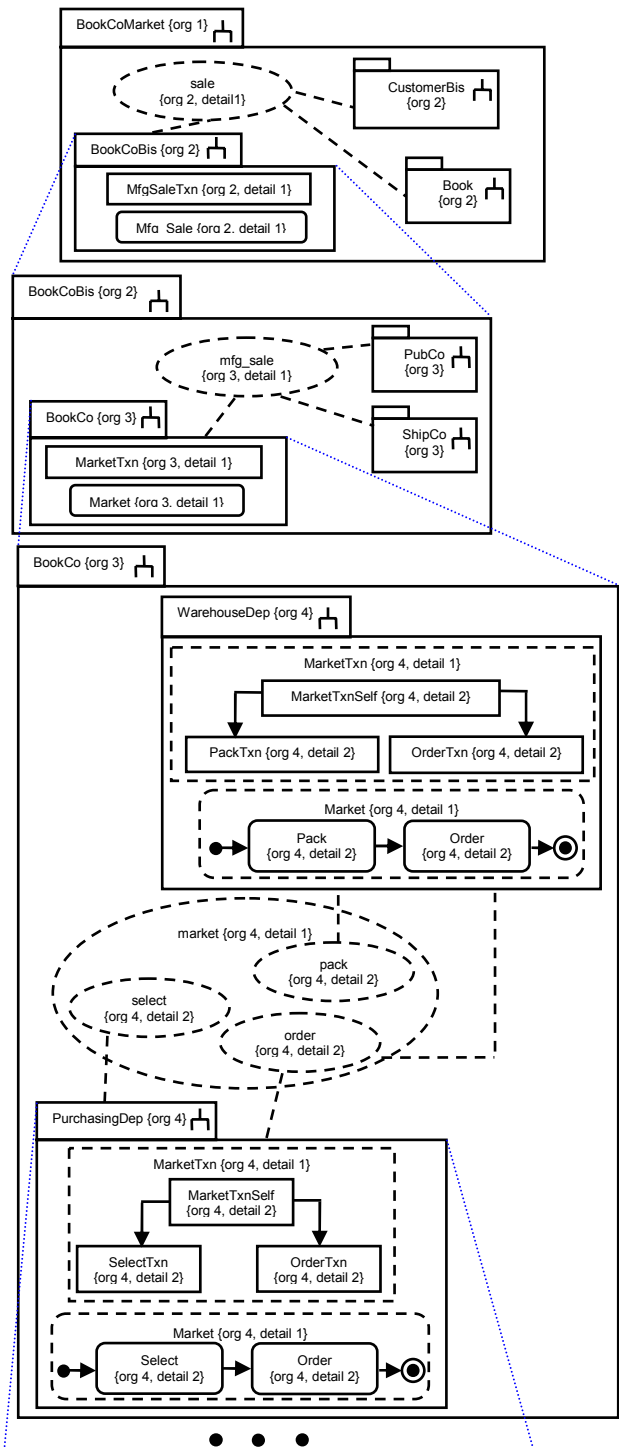 BookCoMarket {org 1}
sale
{org 2, detail1}
CustomerBis
{org 2}
BookCoBis {org 2}
Book
{org 2}
MfgSaleTxn {org 2, detail 1}
Mfg_Sale {org 2, detail 1}
BookCoBis {org 2}
mfg_sale
{org 3, detail 1}
PubCo
{org 3}
BookCo {org 3}
ShipCo
{org 3}
MarketTxn {org 3, detail 1}
Market {org 3, detail 1}
BookCo {org 3}
WarehouseDep {org 4}
MarketTxn {org 4, detail 1}
MarketTxnSelf {org 4, detail 2}
PackTxn {org 4, detail 2}
OrderTxn {org 4, detail 2}
Market {org 4, detail 1}
Pack
{org 4, detail 2}
Order
{org 4, detail 2}
market {org 4, detail 1}
pack
{org 4, detail 2}
select
{org 4, detail 2}
order
{org 4, detail 2}
PurchasingDep {org 4}
MarketTxn {org 4, detail 1}
MarketTxnSelf
{org 4, detail 2}
SelectTxn
{org 4, detail 2}
OrderTxn
{org 4, detail 2}
Market {org 4, detail 1}
Select
{org 4, detail 2}
Order
{org 4, detail 2}